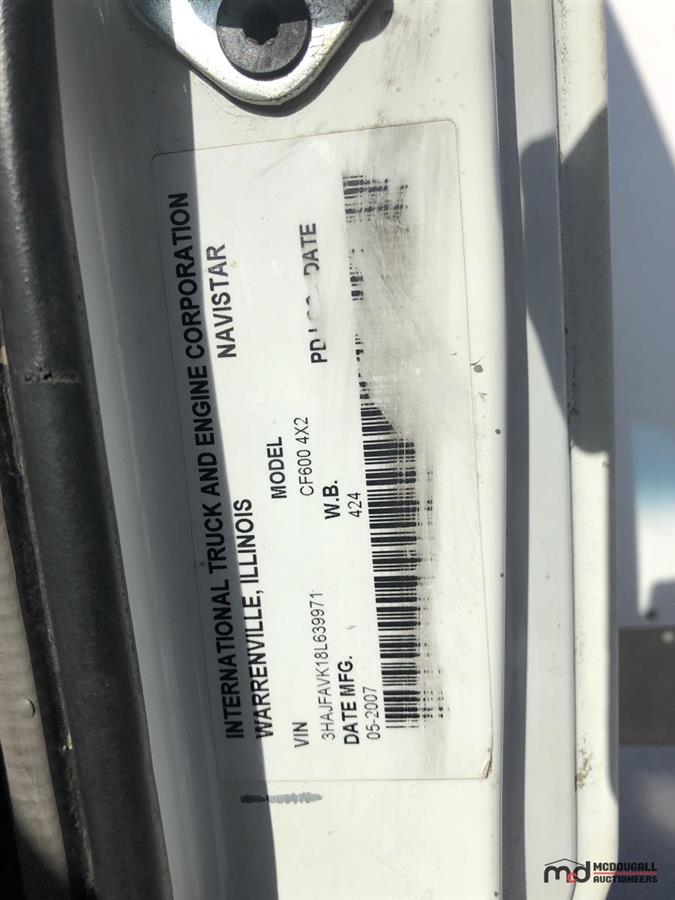 INTERNATIONAL TRUCK AND ENGINE CORPORATION
WARRENVILLE, ILLINOIS NAVISTAR
VIN MODEL DATE
3HAJFAVK18L639971 CF600 4X2
DATE MFG. W.B.
05-2007 424
md MCDOUGALL
AUCTIONEERS